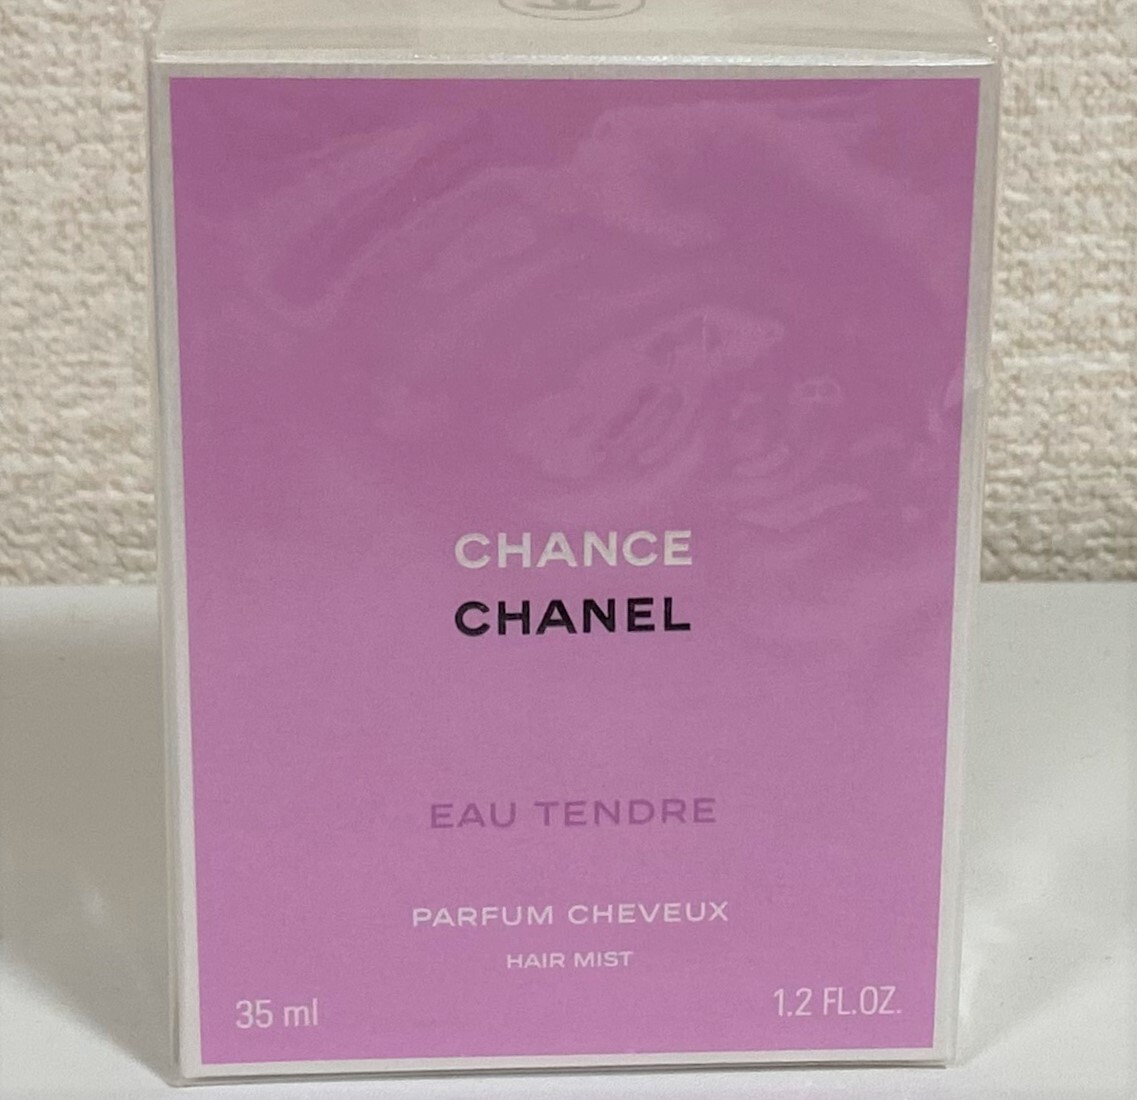 CHANCE
CHANEL
EAU TENDRE
PARFUM CHEVEUX
HAIR MIST
35 ml
1.2 FL.OZ.